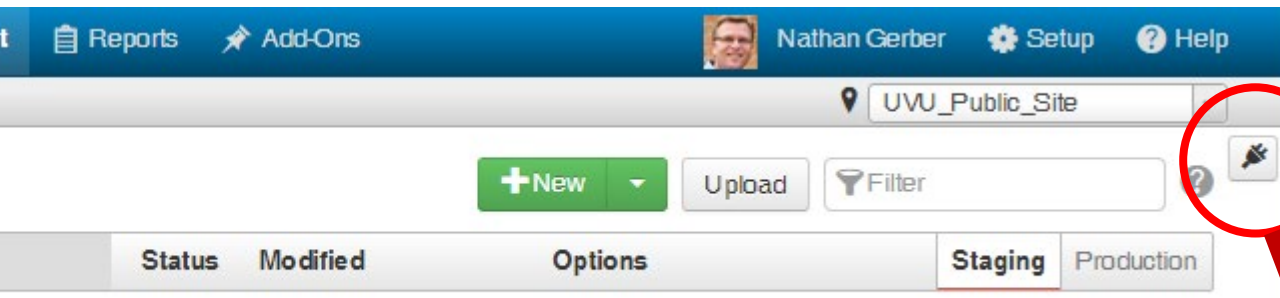 t Reports Add-Ons Nathan Gerber Setup Help
UVU_Public_Site
New Upload Filter
Status Modified Options Staging Production